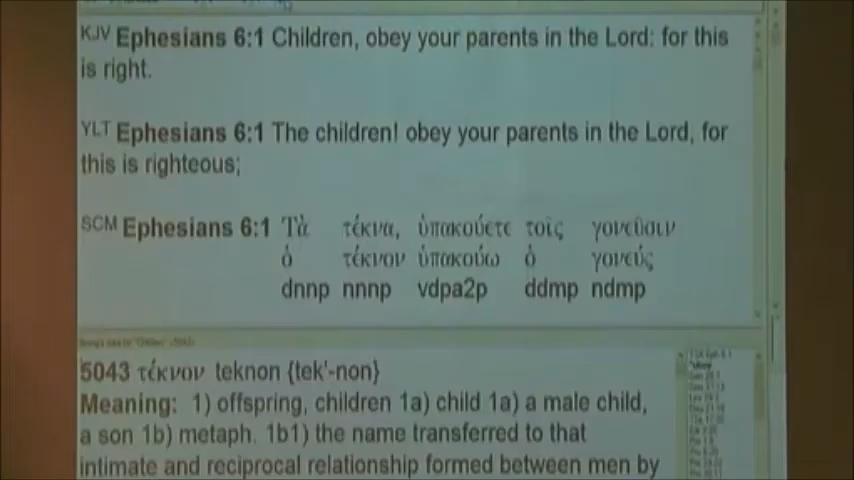 KJV Ephesians 6:1 Children, obey your parents in the Lord: for this
is right.
YLT Ephesians 6:1 The children! obey your parents in the Lord, for
this is righteous;
SCM Ephesians 6:1 Τὰ τέκνα, ὑπακούετε τοῖς γονεῦσιν
ὁ τέκνον ὑπακούω ὁ γονεύς
dnnp nnnp vdpa2p ddmp ndmp
5043 τέκνον teknon {tek'-non}
Meaning: 1) offspring, children 1a) child 1a) a male child,
a son 1b) metaph. 1b1) the name transferred to that
intimate and reciprocal relationship formed between men by